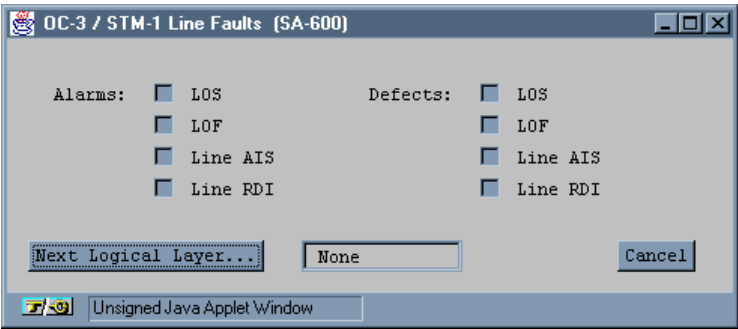 OC-3 / STM-1 Line Faults (SA-600)
Alarms: LOS Defects: LOS
LOF LOF
Line AIS Line AIS
Line RDI Line RDI
Next Logical Layer... None Cancel
Unsigned Java Applet Window